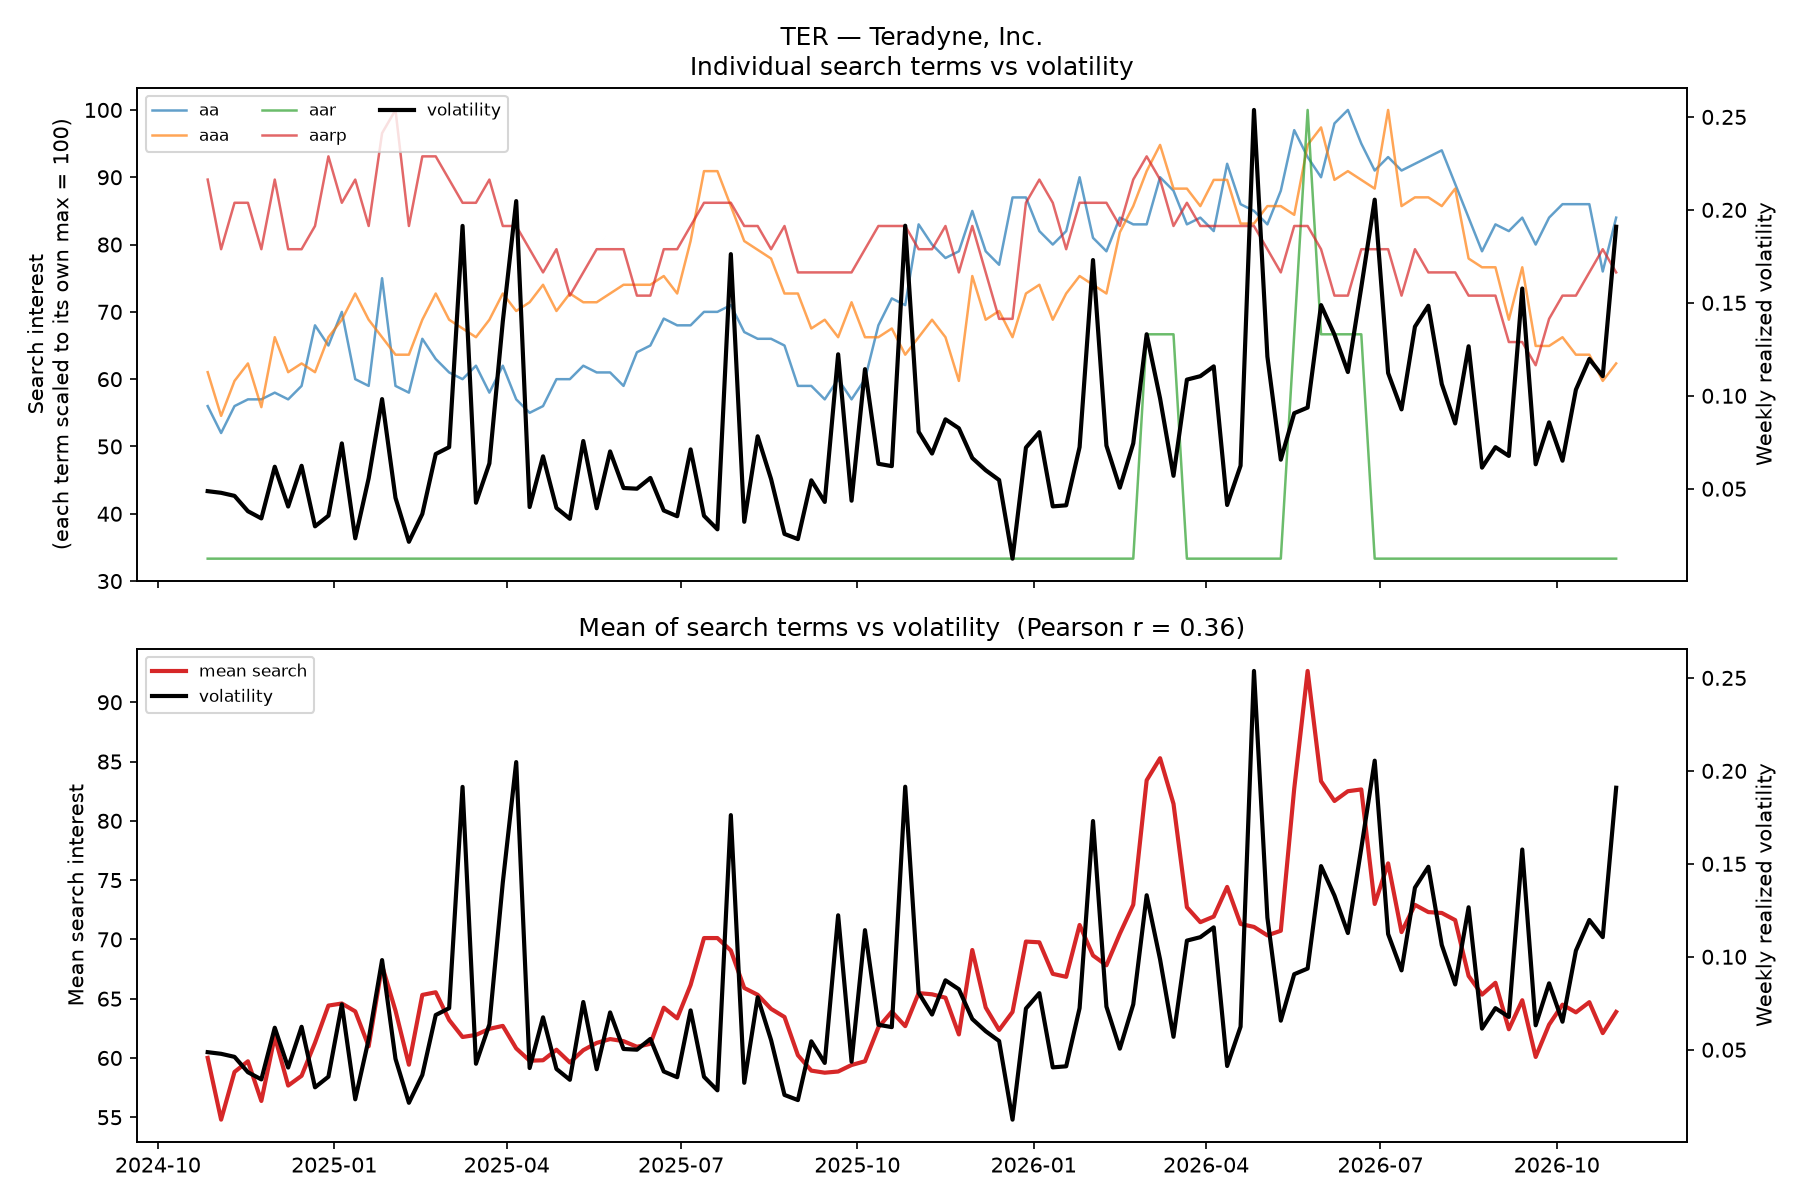 TER — Teradyne, Inc.
Individual search terms vs volatility
aa
aaa
aar
aarp
volatility
100
90
80
70
60
50
40
30
Search interest
(each term scaled to its own max = 100)
0.25
0.20
0.15
0.10
0.05
Weekly realized volatility
Mean of search terms vs volatility (Pearson r = 0.36)
mean search
volatility
90
85
80
75
70
65
60
55
Mean search interest
0.25
0.20
0.15
0.10
0.05
Weekly realized volatility
2024-10
2025-01
2025-04
2025-07
2025-10
2026-01
2026-04
2026-07
2026-10